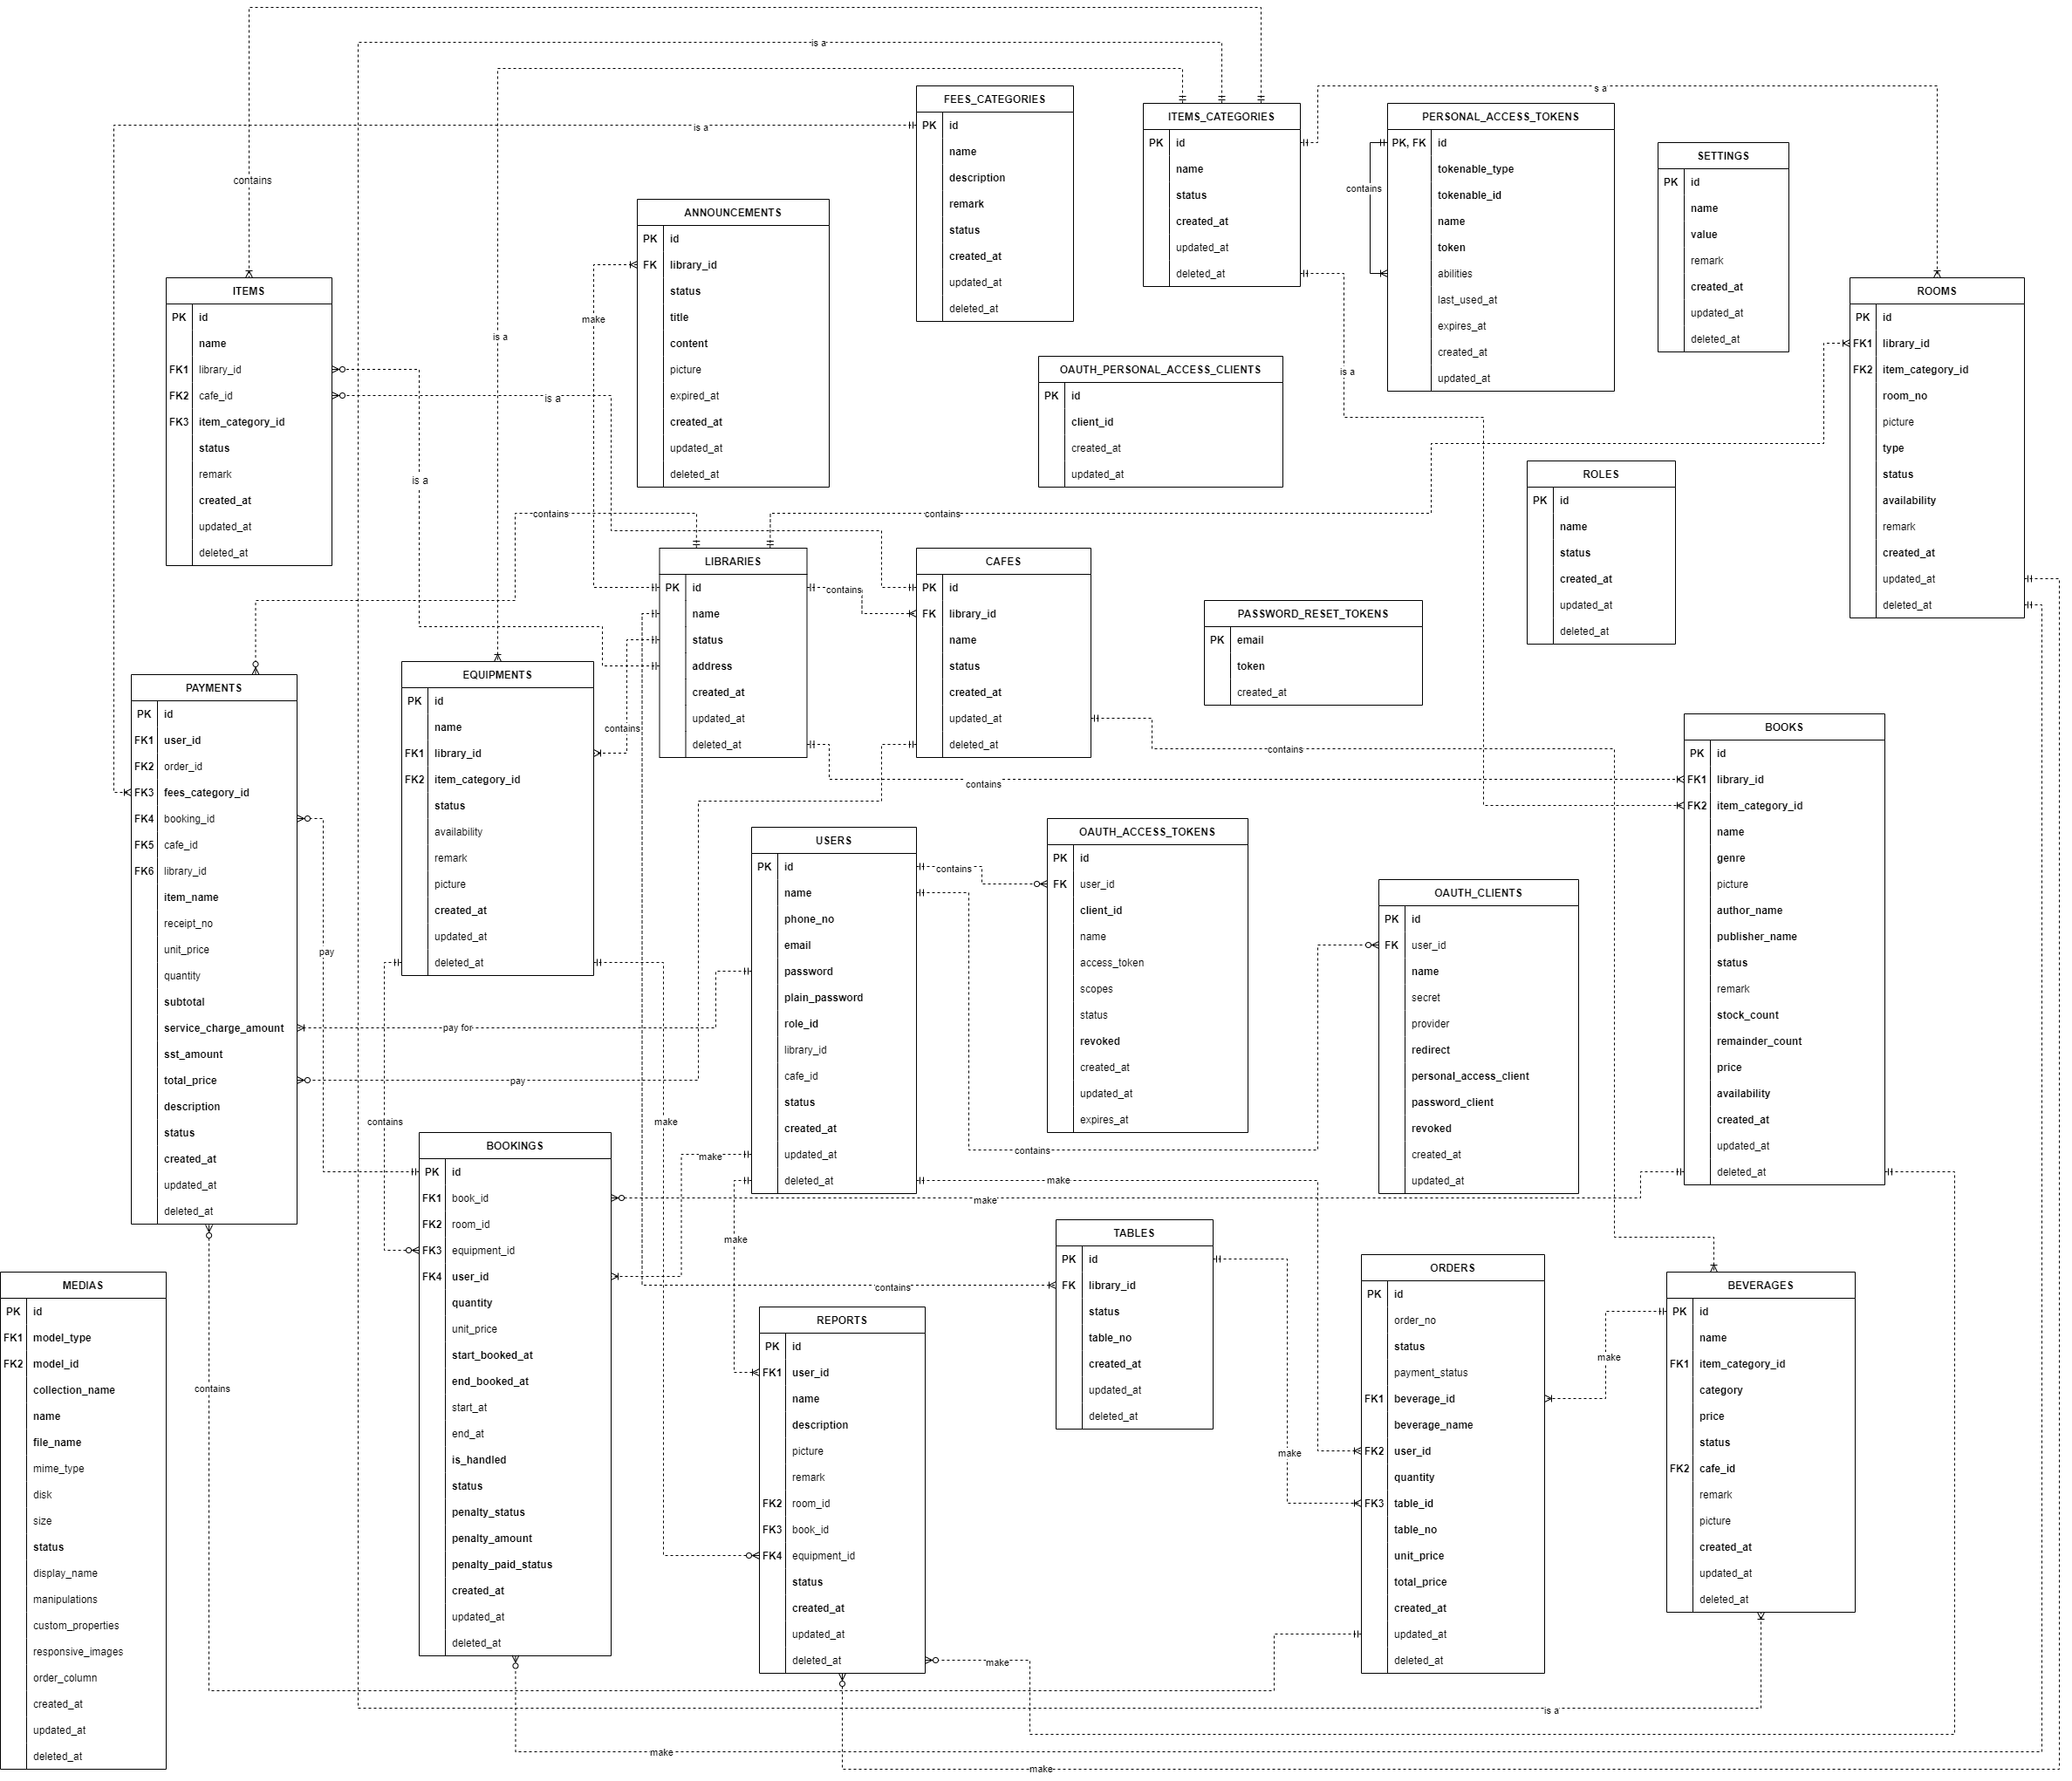 is a
FEES_CATEGORIES
PK id
name
description
remark
status
created_at
updated_at
deleted_at
is a
ITEMS_CATEGORIES
PK id
name
status
created_at
updated_at
deleted_at
s a
PERSONAL_ACCESS_TOKENS
PK, FK id
tokenable_type
tokenable_id
name
token
abilities
last_used_at
expires_at
created_at
updated_at
contains
SETTINGS
PK id
name
value
remark
created_at
updated_at
deleted_at
contains
ANNOUNCEMENTS
PK id
FK library_id
status
title
content
picture
expired_at
created_at
updated_at
deleted_at
make
ITEMS
PK id
name
FK1 library_id
FK2 cafe_id
FK3 item_category_id
status
remark
created_at
updated_at
deleted_at
is a
is a
is a
is a
ROOMS
PK id
FK1 library_id
FK2 item_category_id
room_no
picture
type
status
availability
remark
created_at
updated_at
deleted_at
OAUTH_PERSONAL_ACCESS_CLIENTS
PK id
client_id
created_at
updated_at
ROLES
PK id
name
status
created_at
updated_at
deleted_at
contains
contains
LIBRARIES
PK id
name
status
address
created_at
updated_at
deleted_at
contains
CAFES
PK id
FK library_id
name
status
created_at
updated_at
deleted_at
PASSWORD_RESET_TOKENS
PK email
token
created_at
PAYMENTS
PK id
FK1 user_id
FK2 order_id
FK3 fees_category_id
FK4 booking_id
FK5 cafe_id
FK6 library_id
item_name
receipt_no
unit_price
quantity
subtotal
service_charge_amount
sst_amount
total_price
description
status
created_at
updated_at
deleted_at
EQUIPMENTS
PK id
name
FK1 library_id
FK2 item_category_id
status
availability
remark
picture
created_at
updated_at
deleted_at
contains
contains
contains
BOOKS
PK id
FK1 library_id
FK2 item_category_id
name
genre
picture
author_name
publisher_name
status
remark
stock_count
remainder_count
price
availability
created_at
updated_at
deleted_at
USERS
PK id
name
phone_no
email
password
plain_password
role_id
library_id
cafe_id
status
created_at
updated_at
deleted_at
contains
OAUTH_ACCESS_TOKENS
PK id
FK user_id
client_id
name
access_token
scopes
status
revoked
created_at
updated_at
expires_at
OAUTH_CLIENTS
PK id
FK user_id
name
secret
provider
redirect
personal_access_client
password_client
revoked
created_at
updated_at
pay
pay for
pay
contains
make
make
contains
make
make
make
BOOKINGS
PK id
FK1 book_id
FK2 room_id
FK3 equipment_id
FK4 user_id
quantity
unit_price
start_booked_at
end_booked_at
start_at
end_at
is_handled
status
penalty_status
penalty_amount
penalty_paid_status
created_at
updated_at
deleted_at
contains
TABLES
PK id
FK library_id
status
table_no
created_at
updated_at
deleted_at
make
ORDERS
PK id
order_no
status
payment_status
FK1 beverage_id
beverage_name
FK2 user_id
quantity
FK3 table_id
table_no
unit_price
total_price
created_at
updated_at
deleted_at
make
BEVERAGES
PK id
name
FK1 item_category_id
category
price
status
FK2 cafe_id
remark
picture
created_at
updated_at
deleted_at
MEDIAS
PK id
FK1 model_type
FK2 model_id
collection_name
name
file_name
mime_type
disk
size
status
display_name
manipulations
custom_properties
responsive_images
order_column
created_at
updated_at
deleted_at
contains
REPORTS
PK id
FK1 user_id
name
description
picture
remark
FK2 room_id
FK3 book_id
FK4 equipment_id
status
created_at
updated_at
deleted_at
make
is a
make
make